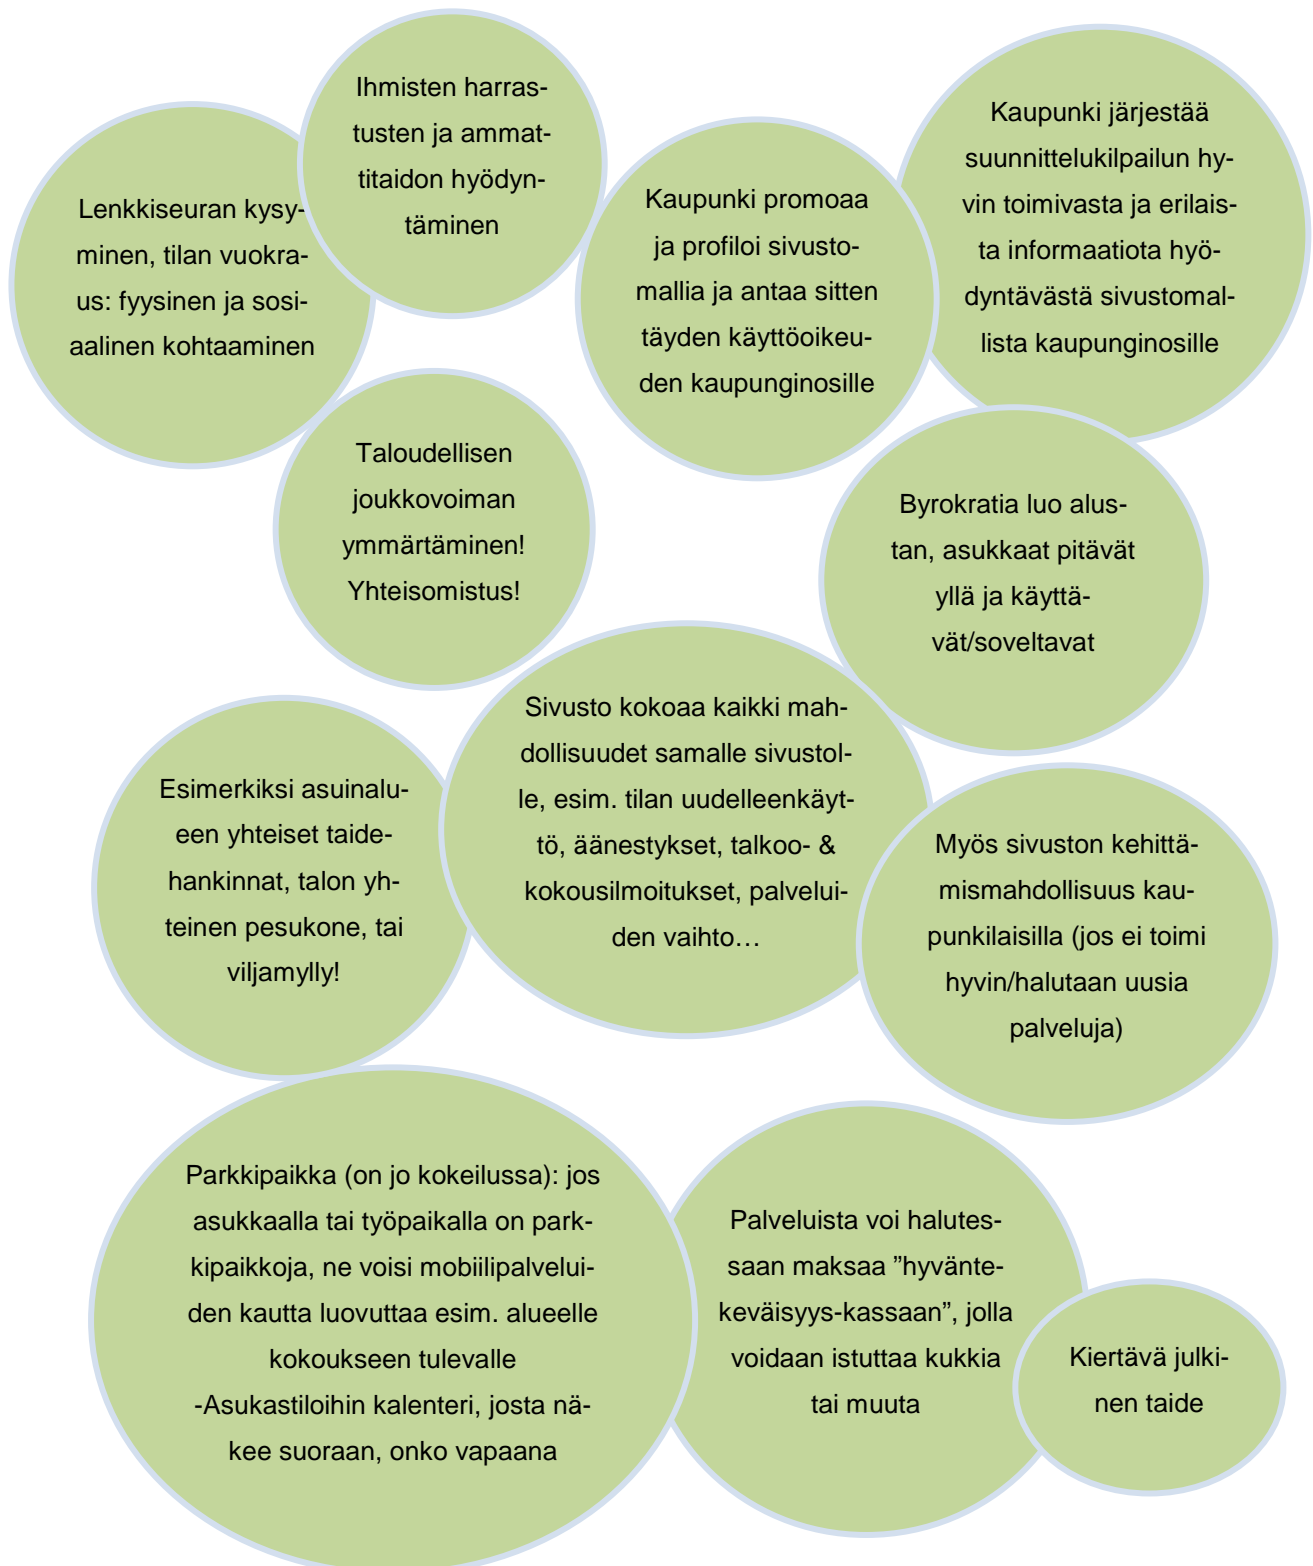 Ihmisten harras-
tusten ja ammat-
titaidon hyödyn-
täminen
Lenkkiseuran kysy-
minen, tilan vuokra-
us: fyysinen ja sosi-
aalinen kohtaaminen
Kaupunki promoaa
ja profiloi sivusto-
mallia ja antaa sitten
täyden käyttöoikeu-
den kaupunginosille
Kaupunki järjestää
suunnittelukilpailun hy-
vin toimivasta ja erilais-
ta informaatiota hyö-
dyntävästä sivustomal-
lista kaupunginosille
Taloudellisen
joukkovoiman
ymmärtäminen!
Yhteisomistus!
Byrokratia luo alus-
tan, asukkaat pitävät
yllä ja käyttä-
vät/soveltavat
Sivusto kokoaa kaikki mah-
dollisuudet samalle sivustol-
le, esim. tilan uudelleenkäyt-
tö, äänestykset, talkoo- &
kokousilmoitukset, palvelui-
den vaihto…
Esimerkiksi asuinalu-
een yhteiset taide-
hankinnat, talon yh-
teinen pesukone, tai
viljamylly!
Myös sivuston kehittä-
mismahdollisuus kau-
punkilaisilla (jos ei toimi
hyvin/halutaan uusia
palveluja)
Parkkipaikka (on jo kokeilussa): jos
asukkaalla tai työpaikalla on park-
kipaikkoja, ne voisi mobiilipalvelui-
den kautta luovuttaa esim. alueelle
kokoukseen tulevalle
-Asukastiloihin kalenteri, josta nä-
kee suoraan, onko vapaana
Palveluista voi halutes-
saan maksaa ”hyvänte-
keväisyys-kassaan”, jolla
voidaan istuttaa kukkia
tai muuta
Kiertävä julki-
nen taide